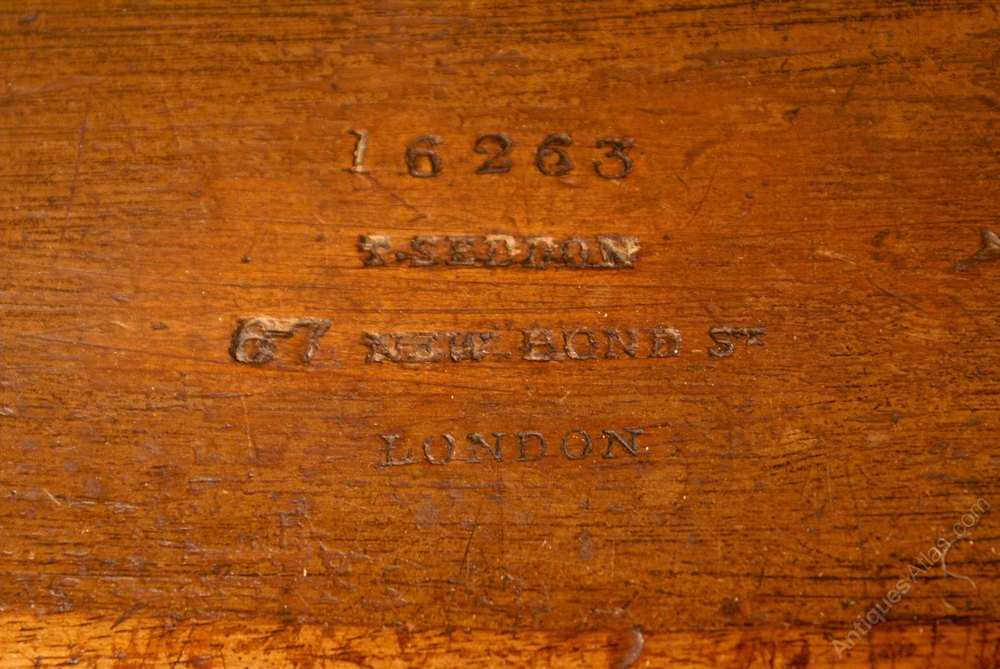 16263
T. SEDDON
67 NEW BOND ST
LONDON
AntiquesAtlas.com